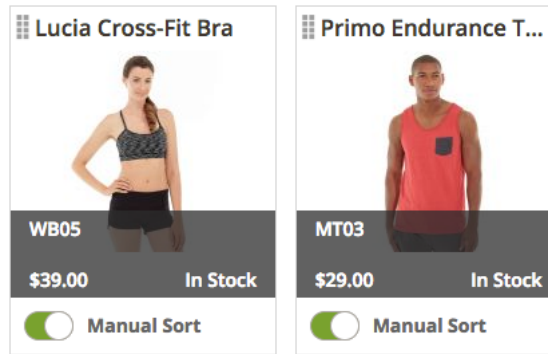 Lucia Cross-Fit Bra
WB05
$39.00 In Stock
Manual Sort
Primo Endurance T...
MT03
$29.00 In Stock
Manual Sort